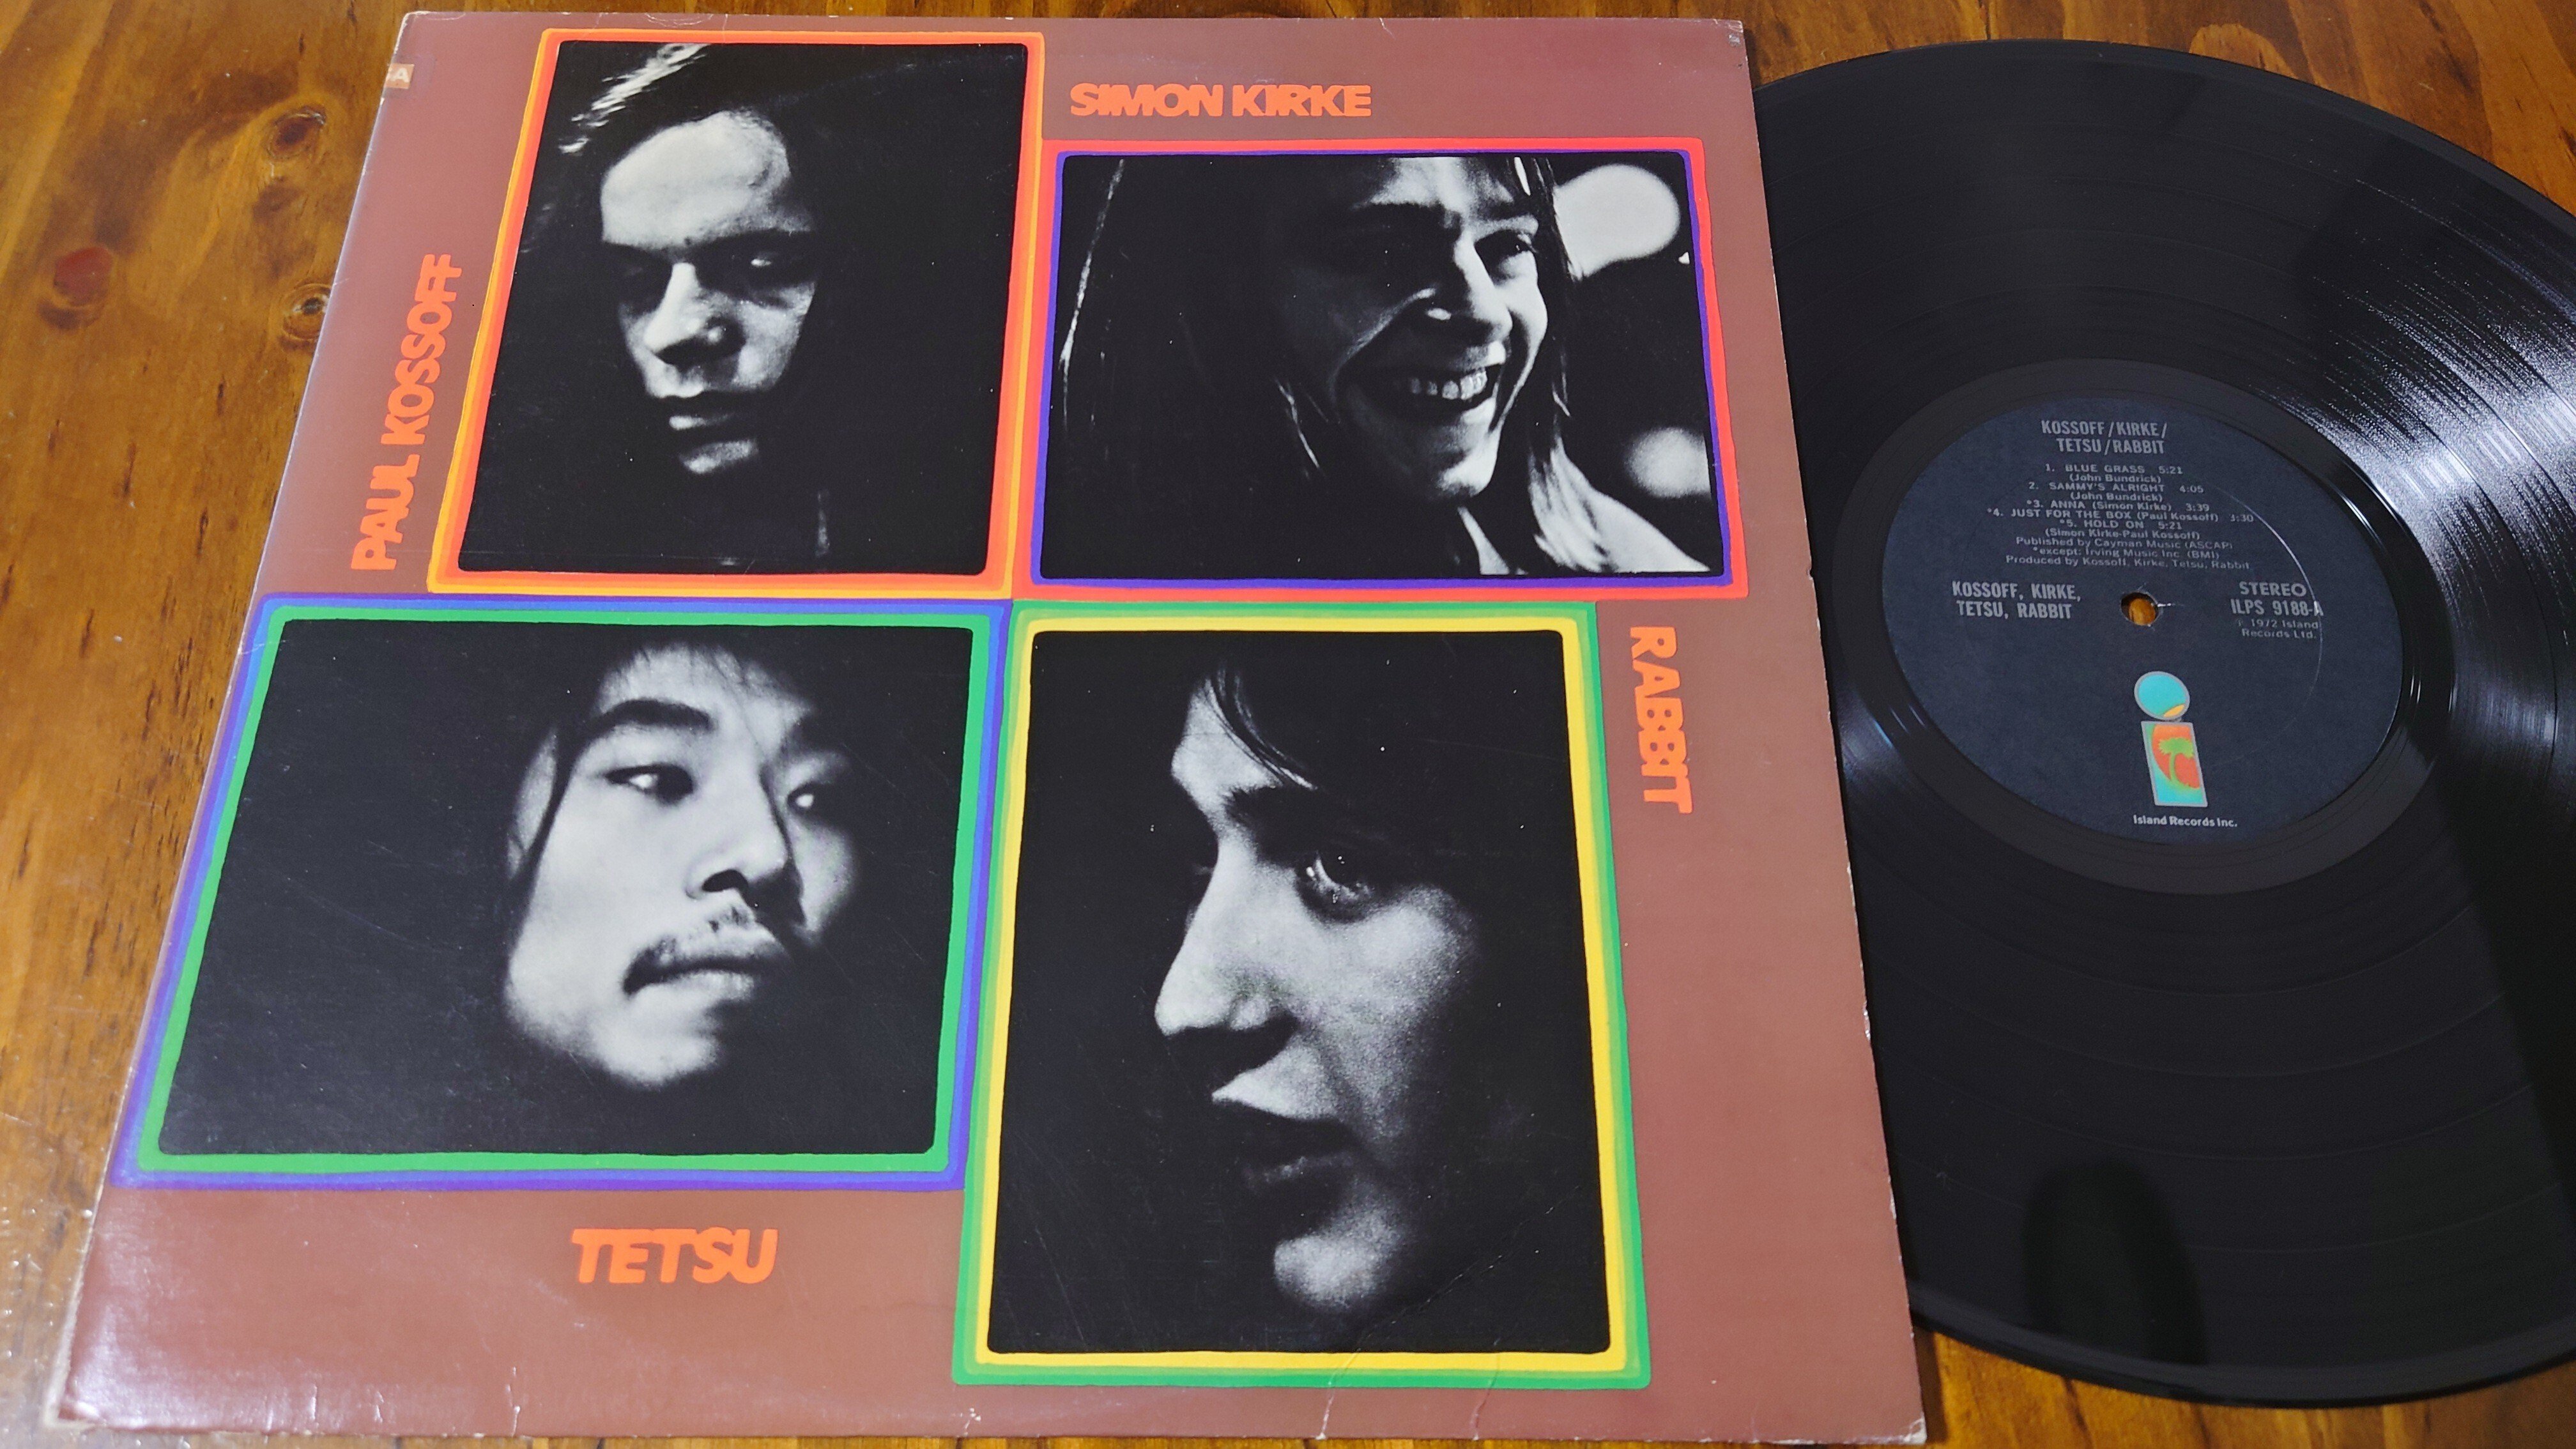 SIMON KIRKE
PAUL KOSSOFF
RABBIT
TETSU
KOSSOFF/KIRKE/
TETSU/RABBIT
1. BLUE GRASS 5:21
(John Bundrick)
2. SAMMY'S ALRIGHT 4:05
(John Bundrick)
*3. ANNA (Simon Kirke) 3:39
*4. JUST FOR THE BOX (Paul Kossoff) 3:30
*5. HOLD ON 5:21
(Simon Kirke-Paul Kossoff)
Published by Cayman Music (ASCAP)
*except: Irving Music Inc. (BMI)
Produced by Kossoff, Kirke, Tetsu, Rabbit
KOSSOFF, KIRKE,
TETSU, RABBIT
STEREO
ILPS 9188-A
℗ 1972 Island
Records Ltd.
Island Records Inc.